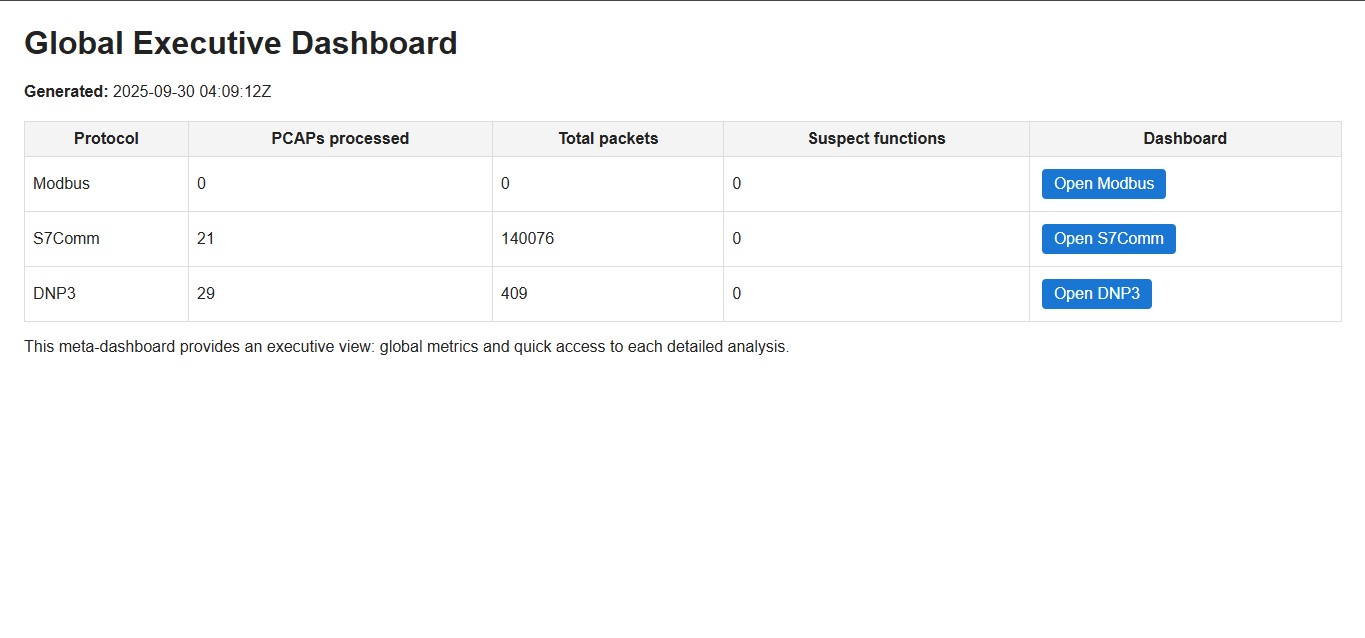 Global Executive Dashboard
Generated: 2025-09-30 04:09:12Z
Protocol PCAPs processed Total packets Suspect functions Dashboard
Modbus 0 0 0 Open Modbus
S7Comm 21 140076 0 Open S7Comm
DNP3 29 409 0 Open DNP3
This meta-dashboard provides an executive view: global metrics and quick access to each detailed analysis.